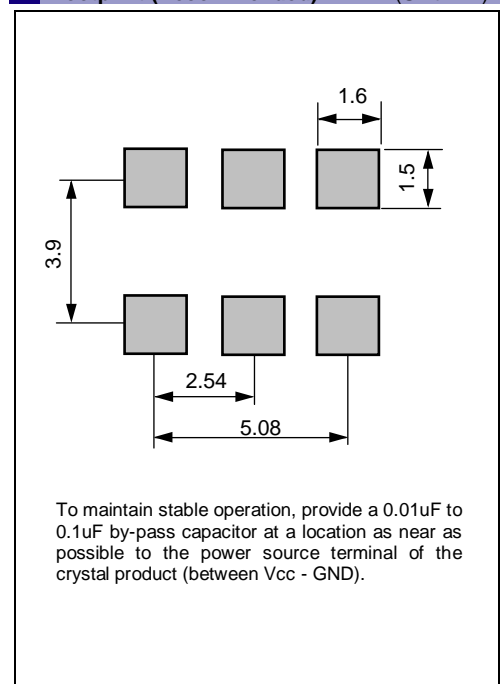 1.6
1.5
3.9
2.54
5.08
To maintain stable operation, provide a 0.01uF to
0.1uF by-pass capacitor at a location as near as
possible to the power source terminal of the
crystal product (between Vcc - GND).